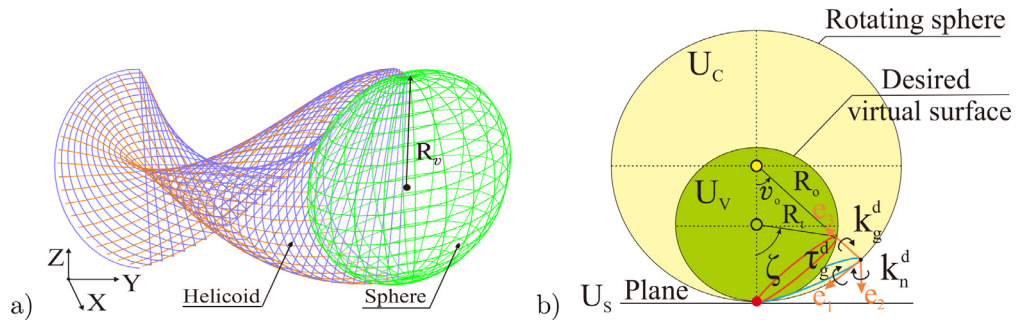 Z
Y
X
a)
Helicoid
Sphere
R_v
Rotating sphere
U_C
Desired
virtual surface
U_V
R_o
υ_o
R_t
e_3
k_g^d
ζ
τ_g^d
k_n^d
e_1
e_2
b)
U_S
Plane